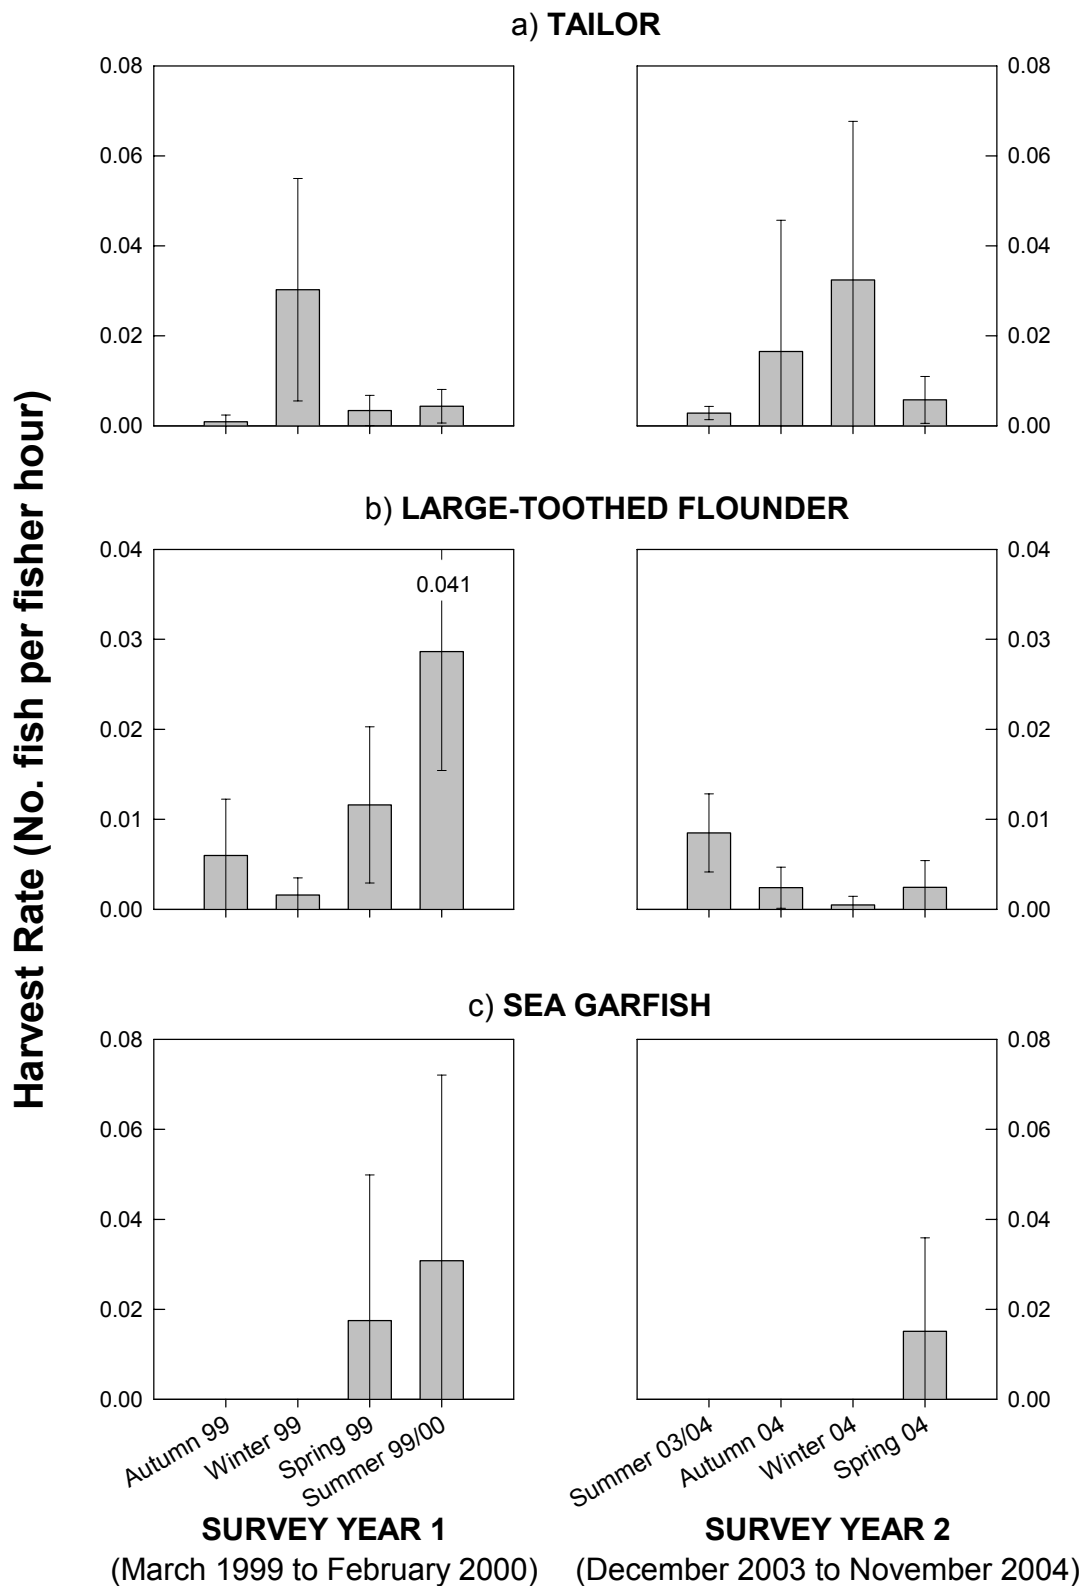 a) TAILOR
0.08
0.06
0.04
0.02
0.00
0.08
0.06
0.04
0.02
0.00
b) LARGE-TOOTHED FLOUNDER
0.04
0.03
0.02
0.01
0.00
0.041
0.04
0.03
0.02
0.01
0.00
Harvest Rate (No. fish per fisher hour)
c) SEA GARFISH
0.08
0.06
0.04
0.02
0.00
0.08
0.06
0.04
0.02
0.00
Autumn 99
Winter 99
Spring 99
Summer 99/00
Summer 03/04
Autumn 04
Winter 04
Spring 04
SURVEY YEAR 1
(March 1999 to February 2000)
SURVEY YEAR 2
(December 2003 to November 2004)